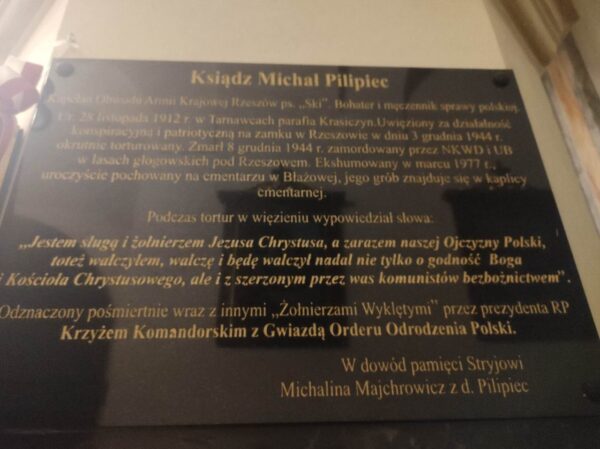 Ksiądz Michał Pilipiec
Kapelan Obwodu Armii Krajowej Rzeszów ps. „Ski”. Bohater i męczennik sprawy polskiej.
Ur. 28 listopada 1912 r. w Tarnawcach parafia Krasiczyn.Uwięziony za działalność
konspiracyjną i patriotyczną na zamku w Rzeszowie w dniu 3 grudnia 1944 r.
okrutnie torturowany. Zmarł 8 grudnia 1944 r. zamordowany przez NKWD i UB
w lasach głogowskich pod Rzeszowem. Ekshumowany w marcu 1977 r.,
uroczyście pochowany na cmentarzu w Błażowej, jego grób znajduje się w kaplicy
cmentarnej.
Podczas tortur w więzieniu wypowiedział słowa:
„Jestem sługą i żołnierzem Jezusa Chrystusa, a zarazem naszej Ojczyzny Polski,
toteż walczyłem, walczę i będę walczył nadal nie tylko o godność Boga
i Kościoła Chrystusowego, ale i z szerzonym przez was komunistów bezbożnictwem”.
Odznaczony pośmiertnie wraz z innymi „Żołnierzami Wyklętymi” przez prezydenta RP
Krzyżem Komandorskim z Gwiazdą Orderu Odrodzenia Polski.
W dowód pamięci Stryjowi
Michalina Majchrowicz z d. Pilipiec